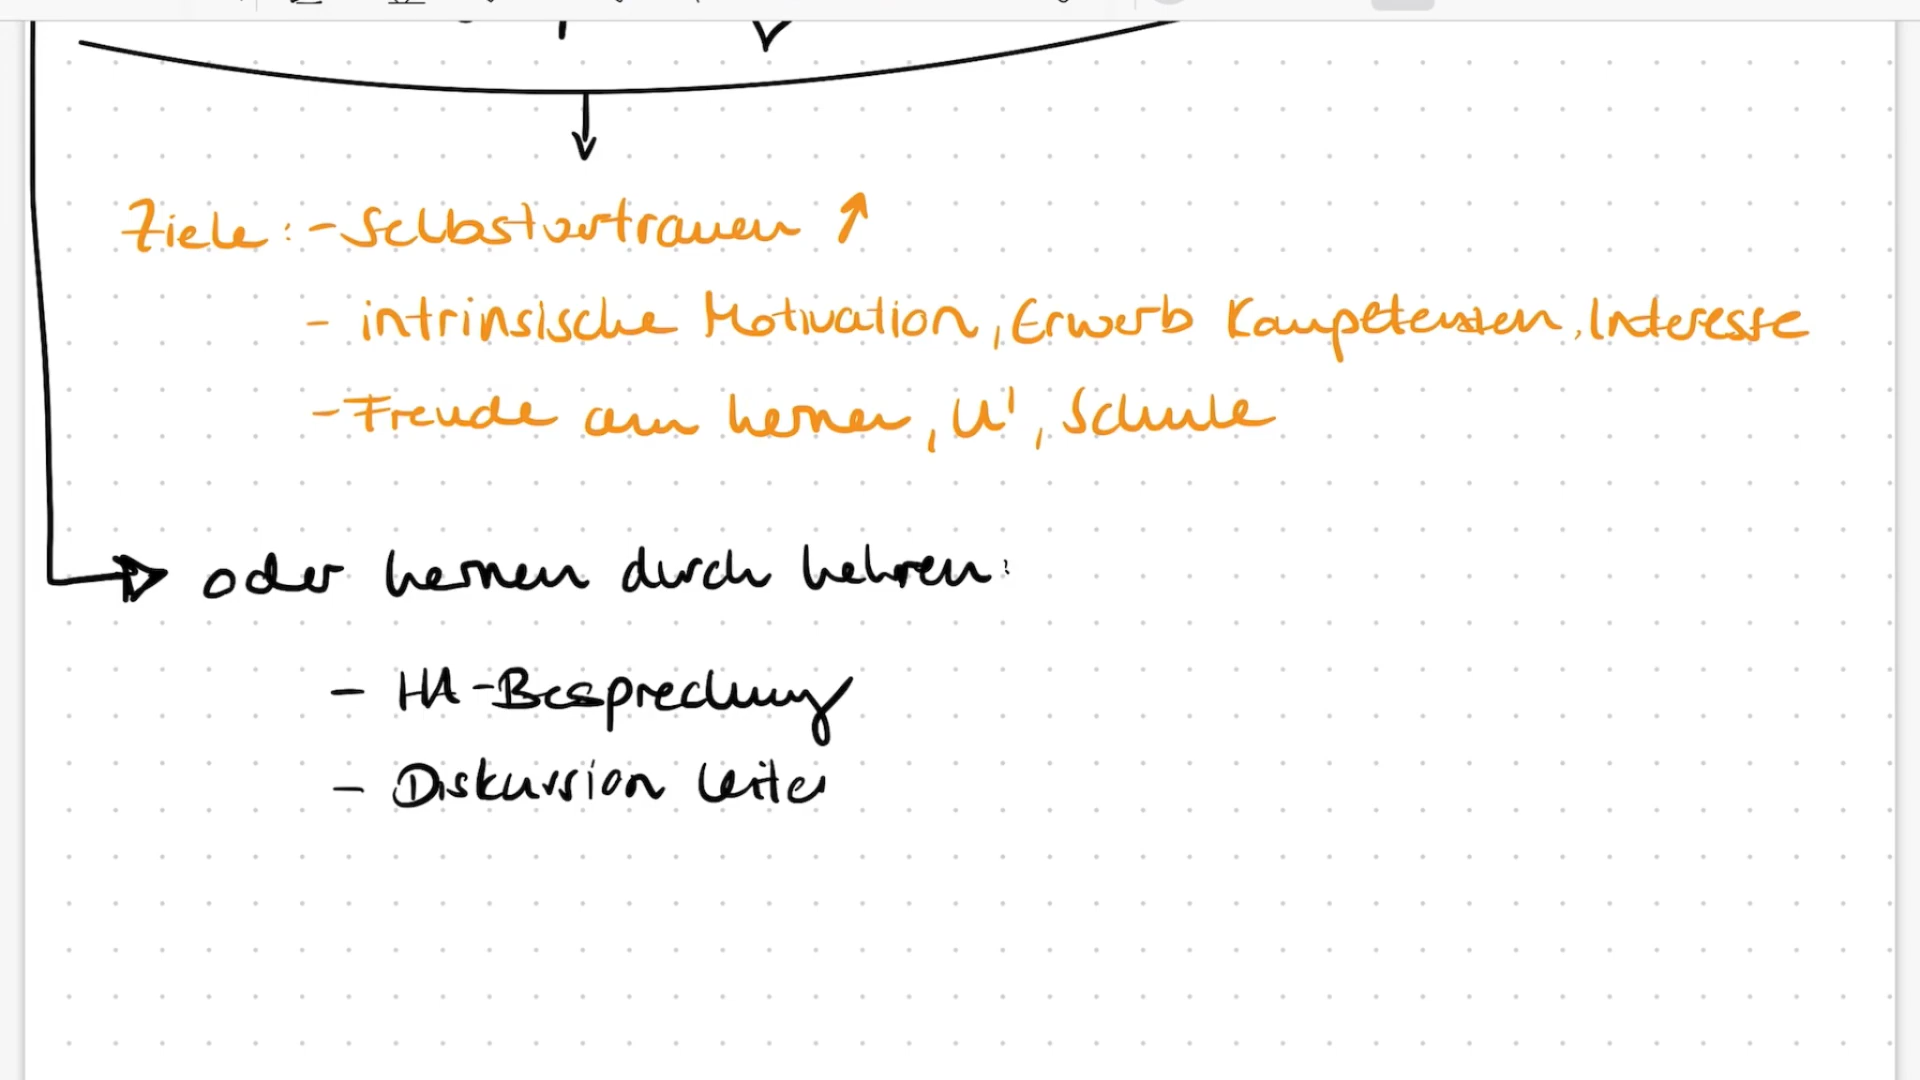 Ziele: - Selbstvertrauen ↑
- intrinsische Motivation, Erwerb Kompetenzen, Interesse
- Freude am Lernen, U', Schule
oder Lernen durch Lehren:
- HA-Besprechung
- Diskussion leiten